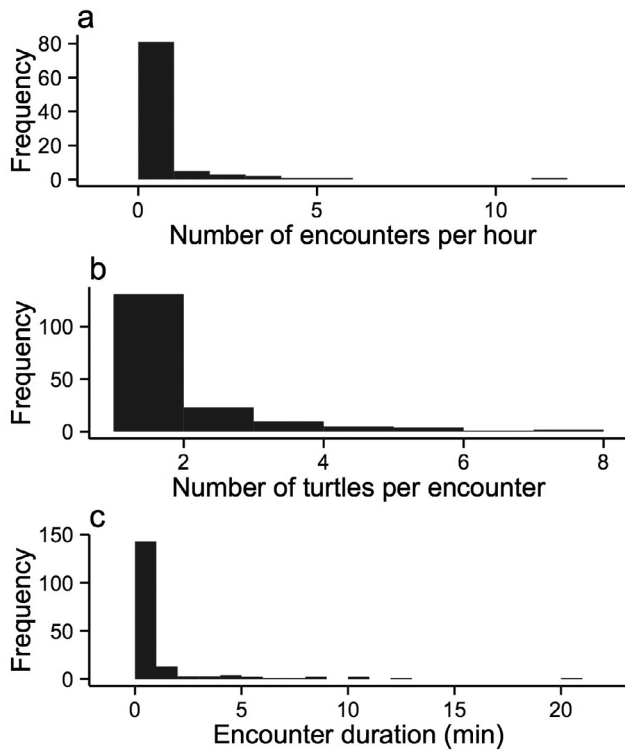 a
80
60
40
20
0
Frequency
0 5 10
Number of encounters per hour
b
100
50
0
Frequency
2 4 6 8
Number of turtles per encounter
c
150
100
50
0
Frequency
0 5 10 15 20
Encounter duration (min)